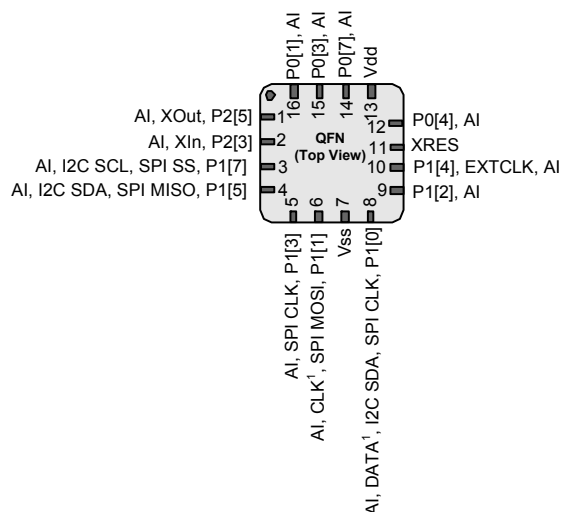 P0[1], AI
P0[3], AI
P0[7], AI
Vdd
16
15
14
13
AI, XOut, P2[5]
1
AI, XIn, P2[3]
2
AI, I2C SCL, SPI SS, P1[7]
3
AI, I2C SDA, SPI MISO, P1[5]
4
QFN
(Top View)
12
P0[4], AI
11
XRES
10
P1[4], EXTCLK, AI
9
P1[2], AI
5
6
7
8
AI, SPI CLK, P1[3]
AI, CLK¹, SPI MOSI, P1[1]
Vss
AI, DATA¹, I2C SDA, SPI CLK, P1[0]